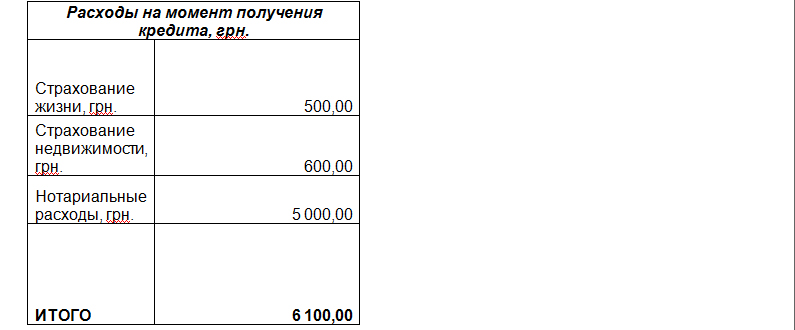 Расходы на момент получения
кредита, грн.
Страхование
жизни, грн.
500,00
Страхование
недвижимости,
грн.
600,00
Нотариальные
расходы, грн.
5 000,00
ИТОГО
6 100,00